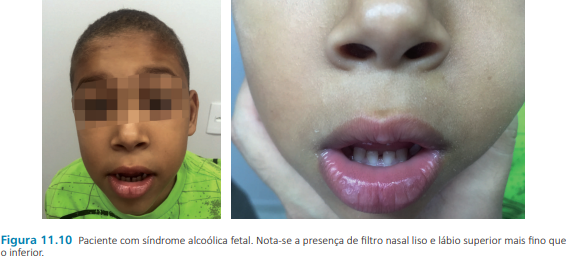 Figura 11.10 Paciente com síndrome alcoólica fetal. Nota-se a presença de filtro nasal liso e lábio superior mais fino que
o inferior.